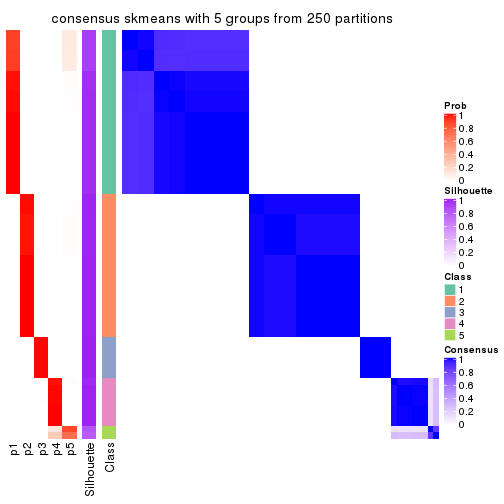 consensus skmeans with 5 groups from 250 partitions
Prob
1
0.8
0.6
0.4
0.2
0
Silhouette
1
0.8
0.6
0.4
0.2
0
Class
1
2
3
4
5
Consensus
1
0.8
0.6
0.4
0.2
0
p1
p2
p3
p4
p5
Silhouette
Class